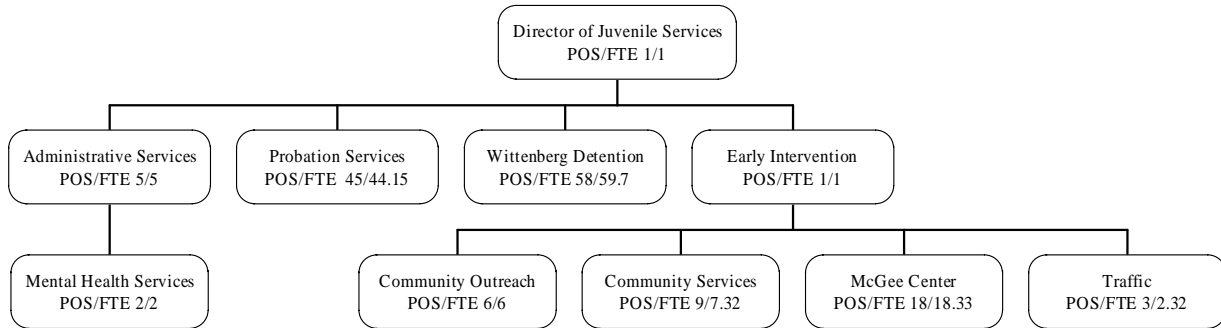 Director of Juvenile Services
POS/FTE 1/1
Administrative Services
POS/FTE 5/5
Probation Services
POS/FTE 45/44.15
Wittenberg Detention
POS/FTE 58/59.7
Early Intervention
POS/FTE 1/1
Mental Health Services
POS/FTE 2/2
Community Outreach
POS/FTE 6/6
Community Services
POS/FTE 9/7.32
McGee Center
POS/FTE 18/18.33
Traffic
POS/FTE 3/2.32